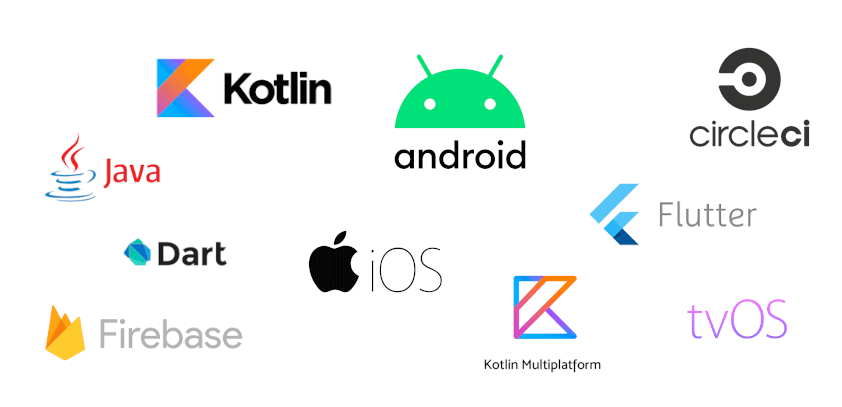 Kotlin
android
circleci
Java
Flutter
Dart
iOS
Firebase
tvOS
Kotlin Multiplatform